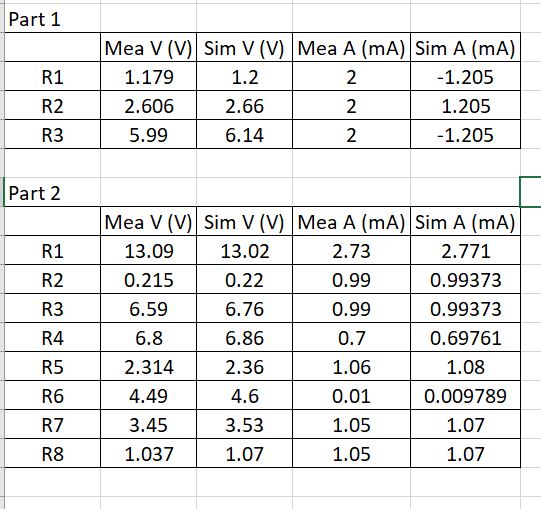 Part 1
Mea V (V) Sim V (V) Mea A (mA) Sim A (mA)
R1 1.179 1.2 2 -1.205
R2 2.606 2.66 2 1.205
R3 5.99 6.14 2 -1.205
Part 2
Mea V (V) Sim V (V) Mea A (mA) Sim A (mA)
R1 13.09 13.02 2.73 2.771
R2 0.215 0.22 0.99 0.99373
R3 6.59 6.76 0.99 0.99373
R4 6.8 6.86 0.7 0.69761
R5 2.314 2.36 1.06 1.08
R6 4.49 4.6 0.01 0.009789
R7 3.45 3.53 1.05 1.07
R8 1.037 1.07 1.05 1.07